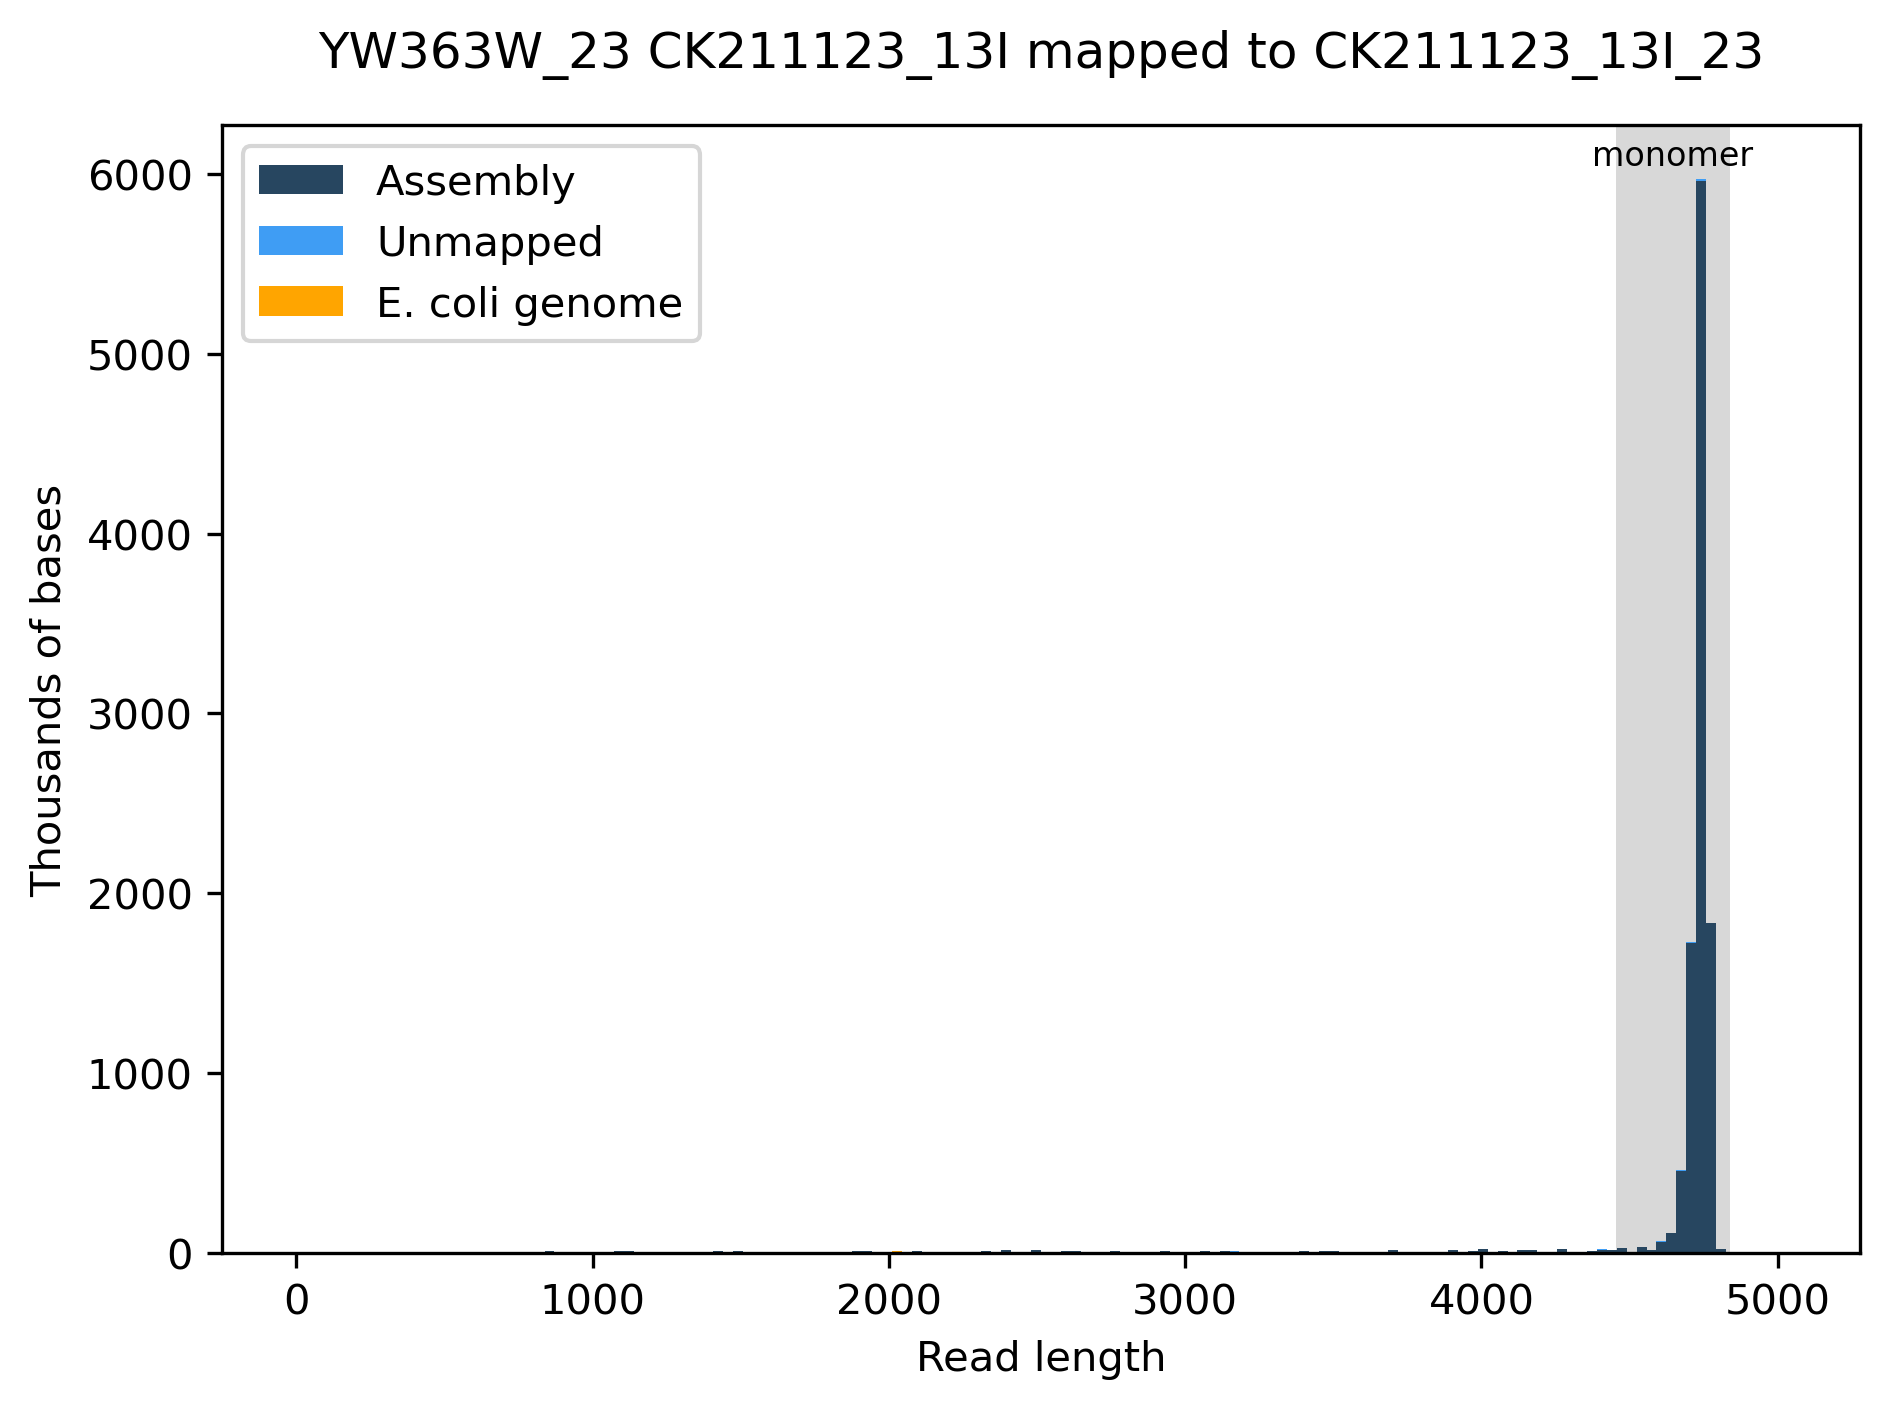 YW363W_23 CK211123_13I mapped to CK211123_13I_23
Assembly
Unmapped
E. coli genome
monomer
6000
5000
4000
3000
2000
1000
0
Thousands of bases
0 1000 2000 3000 4000 5000
Read length